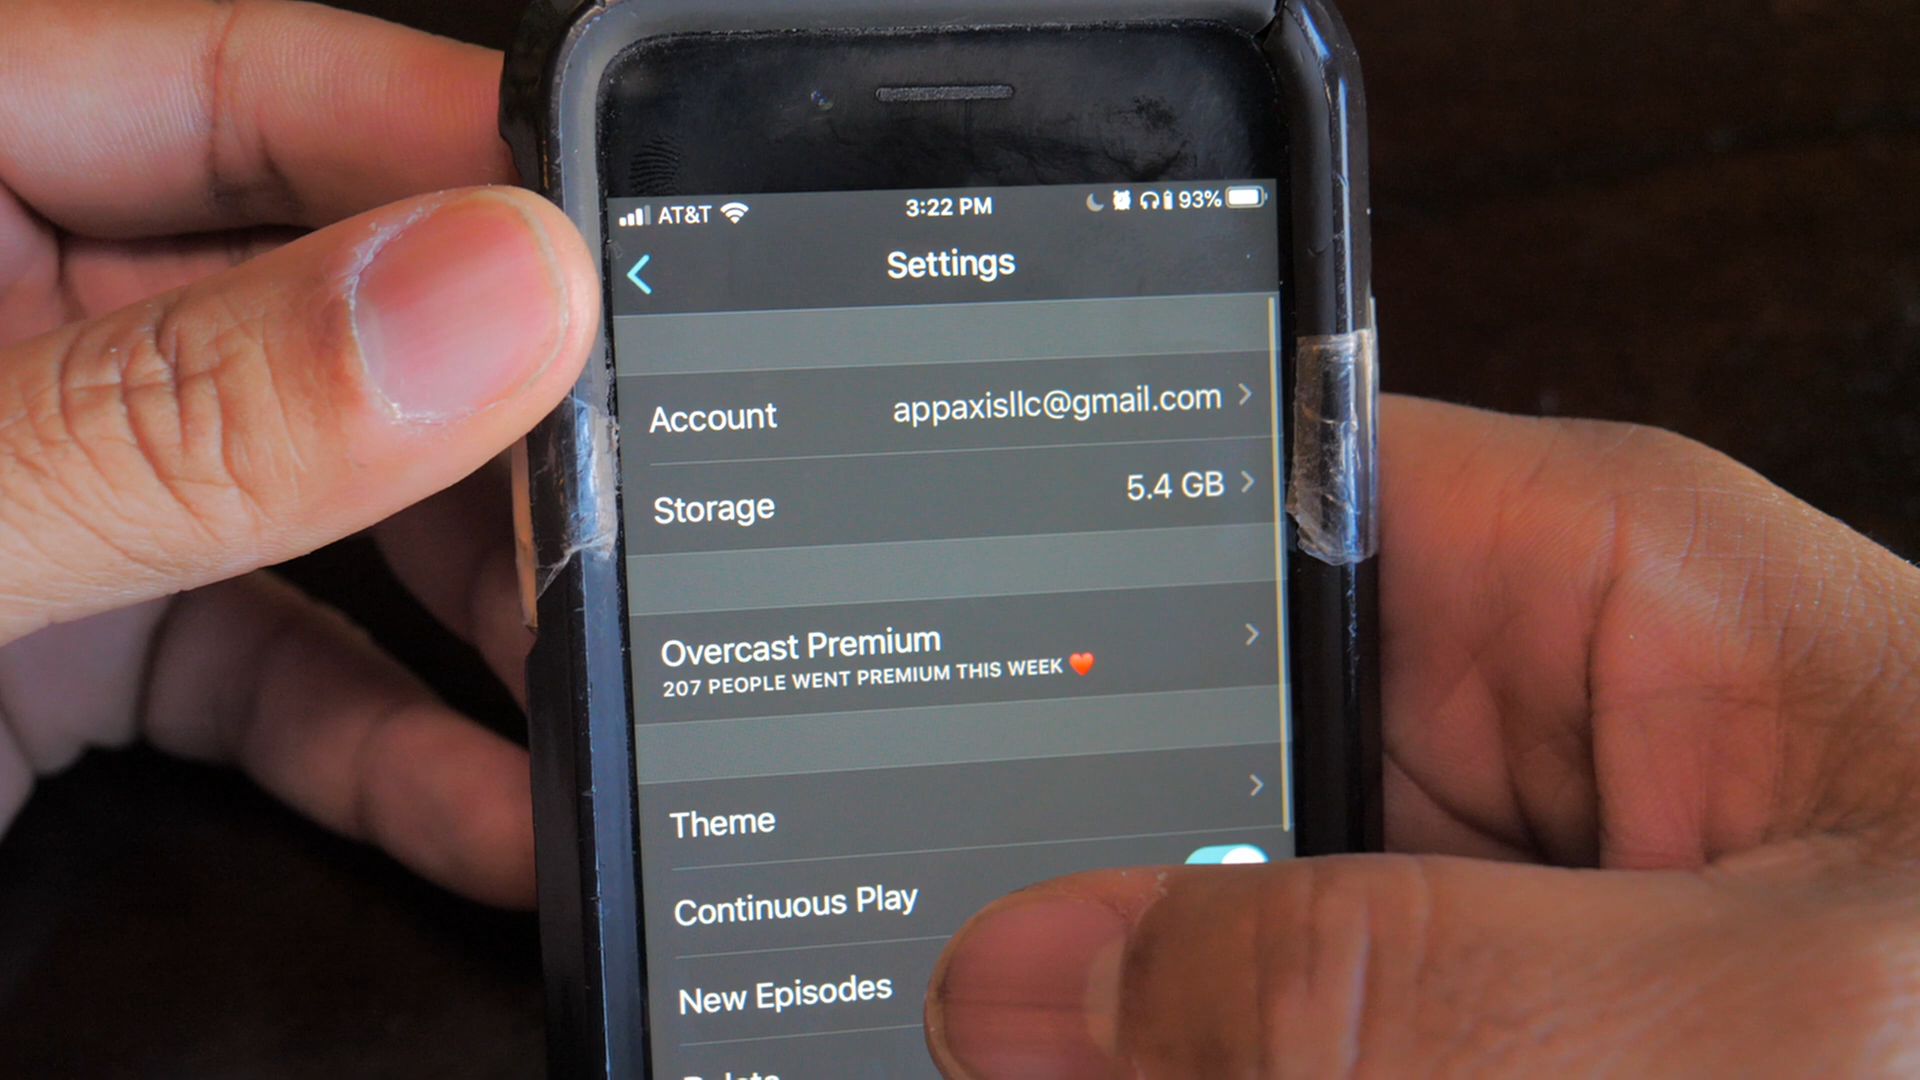 AT&T 3:22 PM 93%
Settings
Account appaxisllc@gmail.com
Storage 5.4 GB
Overcast Premium
207 PEOPLE WENT PREMIUM THIS WEEK ❤️
Theme
Continuous Play
New Episodes